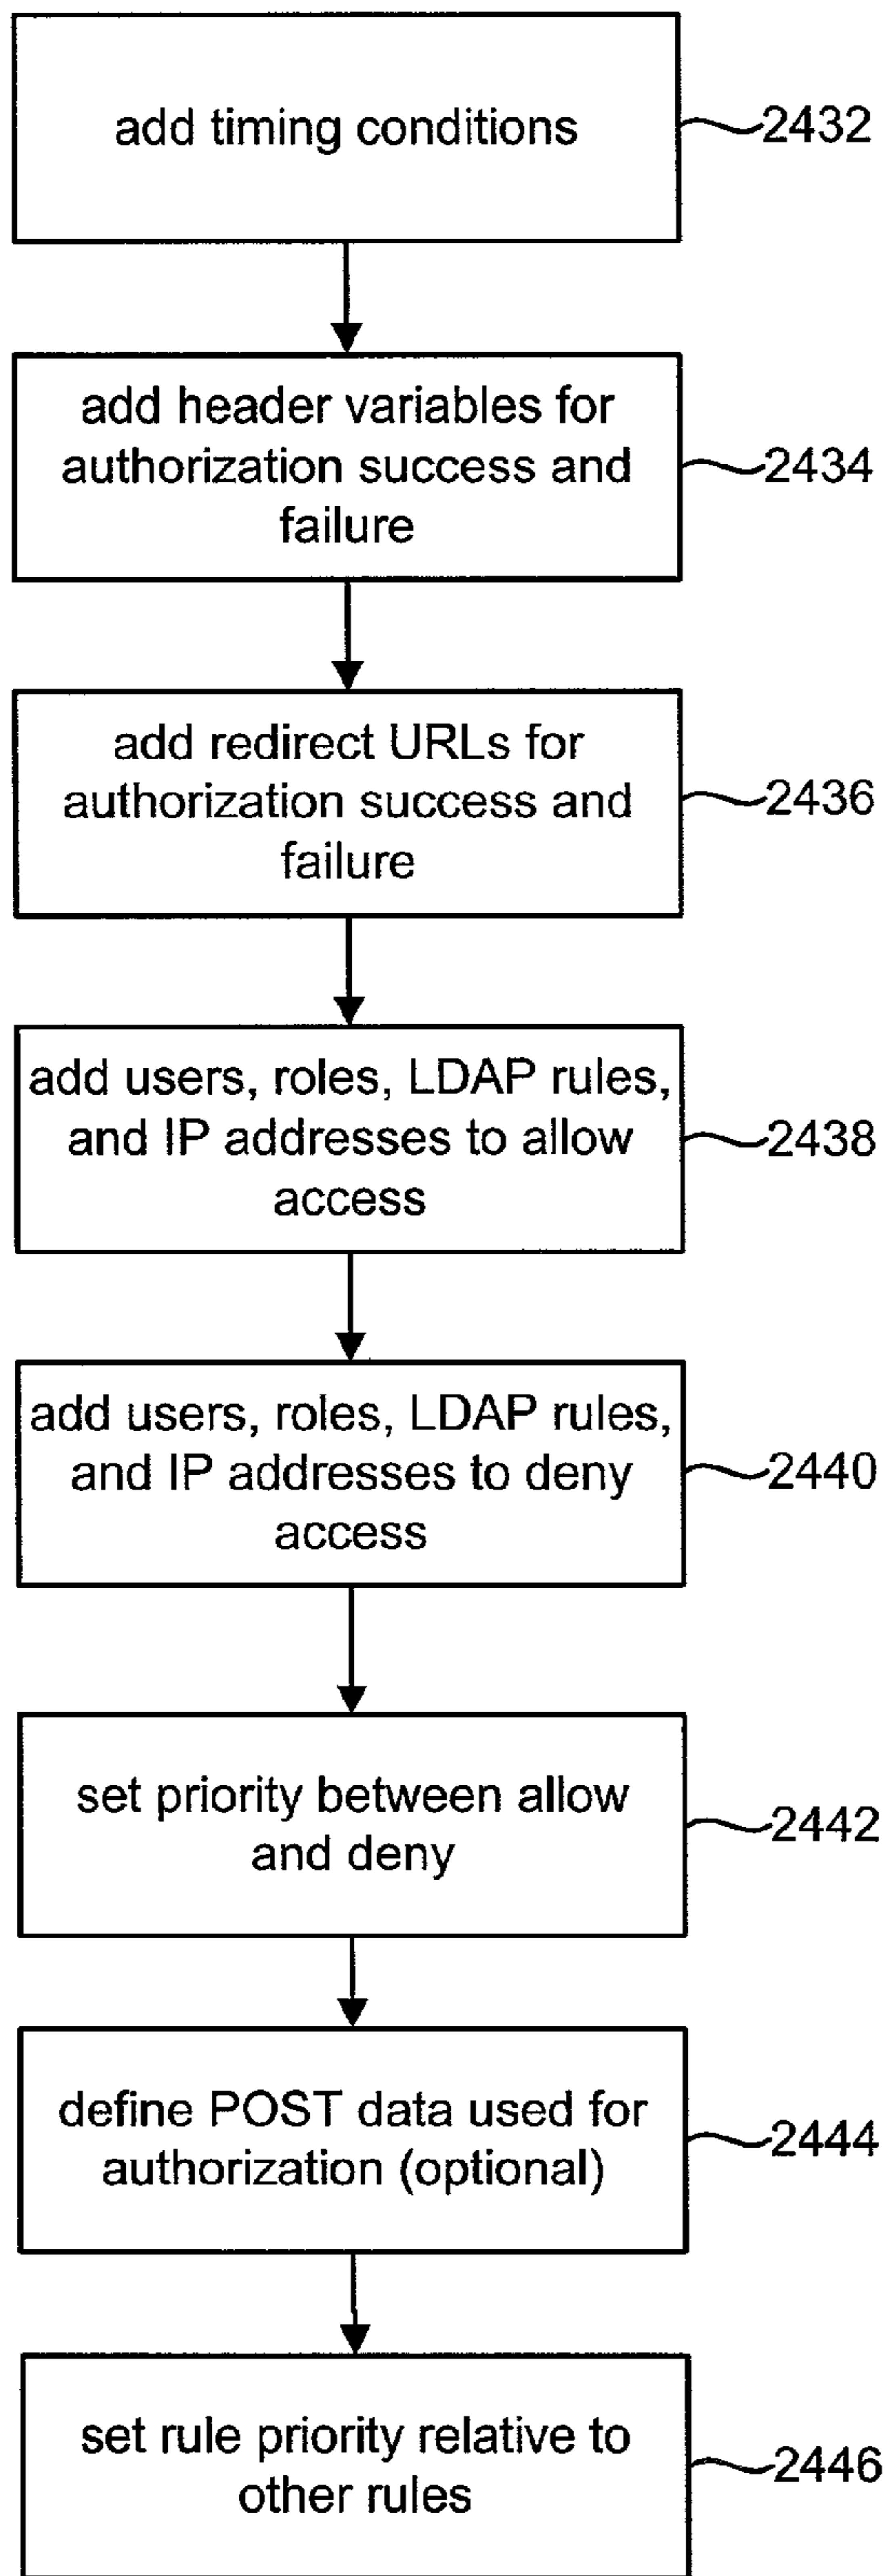 add timing conditions
2432
add header variables for
authorization success and
failure
2434
add redirect URLs for
authorization success and
failure
2436
add users, roles, LDAP rules,
and IP addresses to allow
access
2438
add users, roles, LDAP rules,
and IP addresses to deny
access
2440
set priority between allow
and deny
2442
define POST data used for
authorization (optional)
2444
set rule priority relative to
other rules
2446